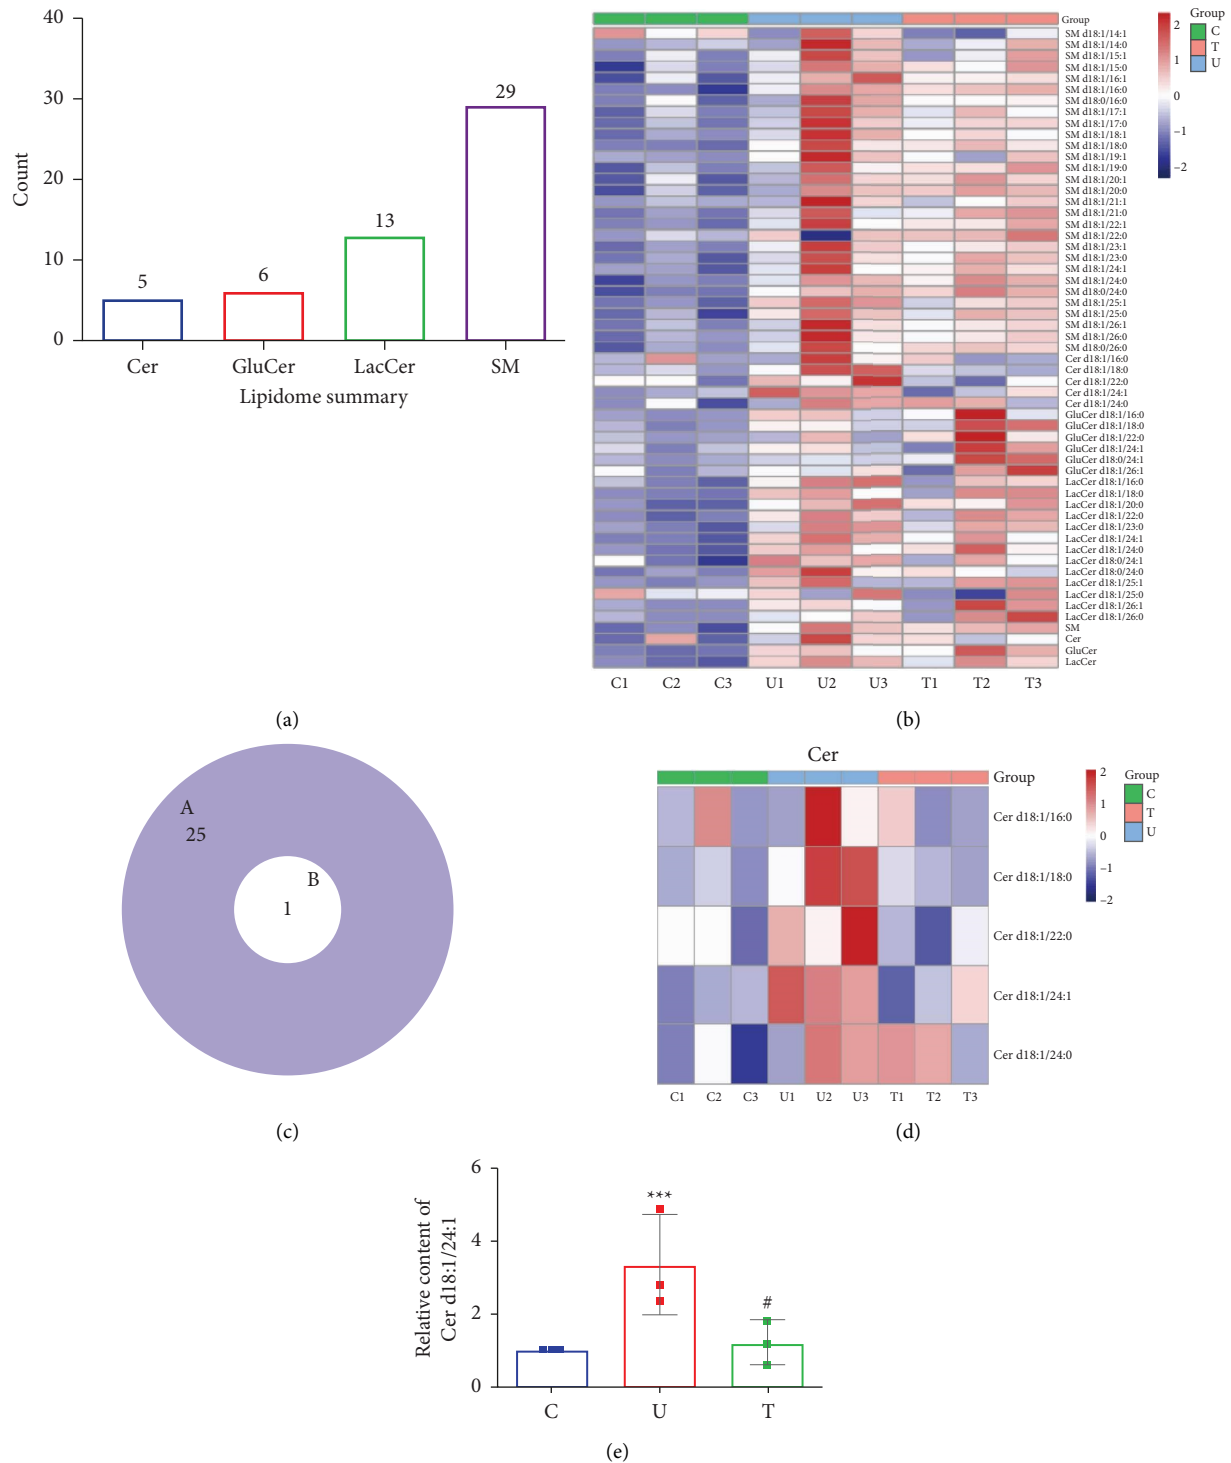 40
30
20
10
0
Count
5
6
13
29
Cer
GluCer
LacCer
SM
Lipidome summary
(a)
Group
SM d18:1/14:1
SM d18:1/14:0
SM d18:1/15:1
SM d18:1/15:0
SM d18:1/16:1
SM d18:1/16:0
SM d18:0/16:0
SM d18:1/17:1
SM d18:1/17:0
SM d18:1/18:1
SM d18:1/18:0
SM d18:1/19:1
SM d18:1/19:0
SM d18:1/20:1
SM d18:1/20:0
SM d18:1/21:1
SM d18:1/21:0
SM d18:1/22:1
SM d18:1/22:0
SM d18:1/23:1
SM d18:1/23:0
SM d18:1/24:1
SM d18:1/24:0
SM d18:0/24:0
SM d18:1/25:1
SM d18:1/25:0
SM d18:1/26:1
SM d18:1/26:0
SM d18:0/26:0
Cer d18:1/16:0
Cer d18:1/18:0
Cer d18:1/22:0
Cer d18:1/24:1
Cer d18:1/24:0
GluCer d18:1/16:0
GluCer d18:1/18:0
GluCer d18:1/22:0
GluCer d18:1/24:1
GluCer d18:0/24:1
GluCer d18:1/26:1
LacCer d18:1/16:0
LacCer d18:1/18:0
LacCer d18:1/20:0
LacCer d18:1/22:0
LacCer d18:1/23:0
LacCer d18:1/24:1
LacCer d18:1/24:0
LacCer d18:0/24:1
LacCer d18:0/24:0
LacCer d18:1/25:1
LacCer d18:1/25:0
LacCer d18:1/26:1
LacCer d18:1/26:0
SM
Cer
GluCer
LacCer
C1 C2 C3 U1 U2 U3 T1 T2 T3
2
1
0
−1
−2
Group
C
T
U
(b)
A
25
B
1
(c)
Cer
Group
Cer d18:1/16:0
Cer d18:1/18:0
Cer d18:1/22:0
Cer d18:1/24:1
Cer d18:1/24:0
C1 C2 C3 U1 U2 U3 T1 T2 T3
2
1
0
−1
−2
Group
C
T
U
(d)
6
4
2
0
Relative content of
Cer d18:1/24:1
***
#
C
U
T
(e)